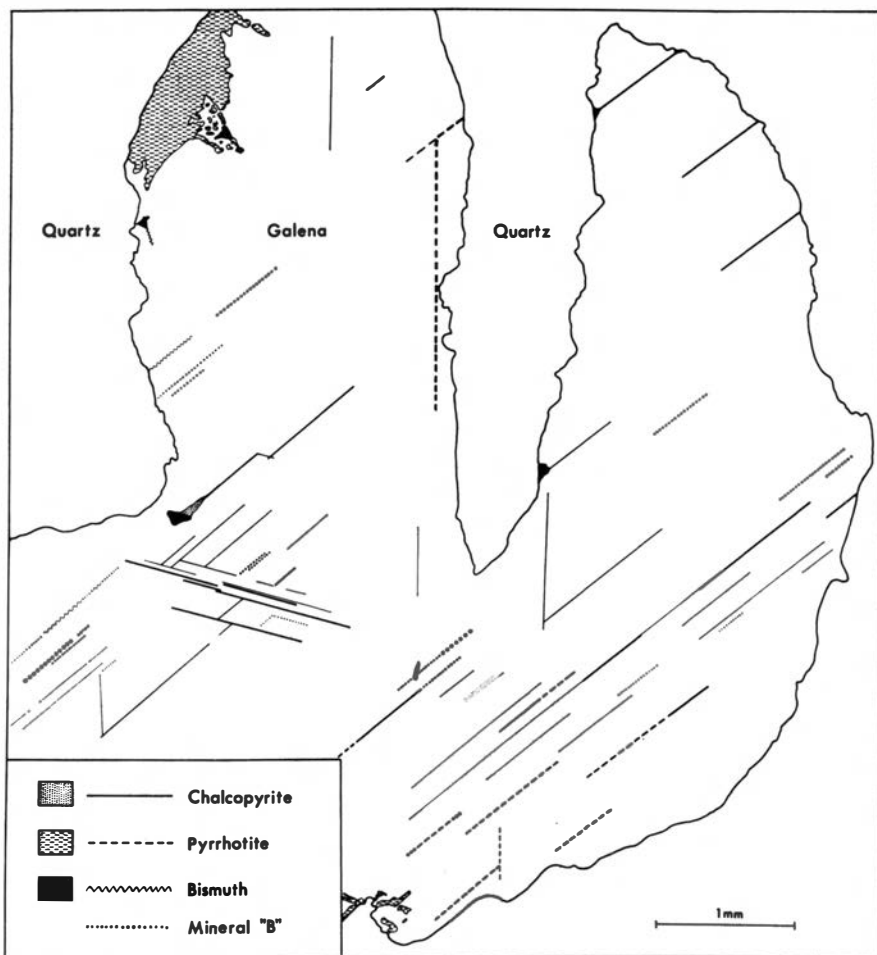 Quartz
Galena
Quartz
Chalcopyrite
Pyrrhotite
Bismuth
Mineral "B"
1mm